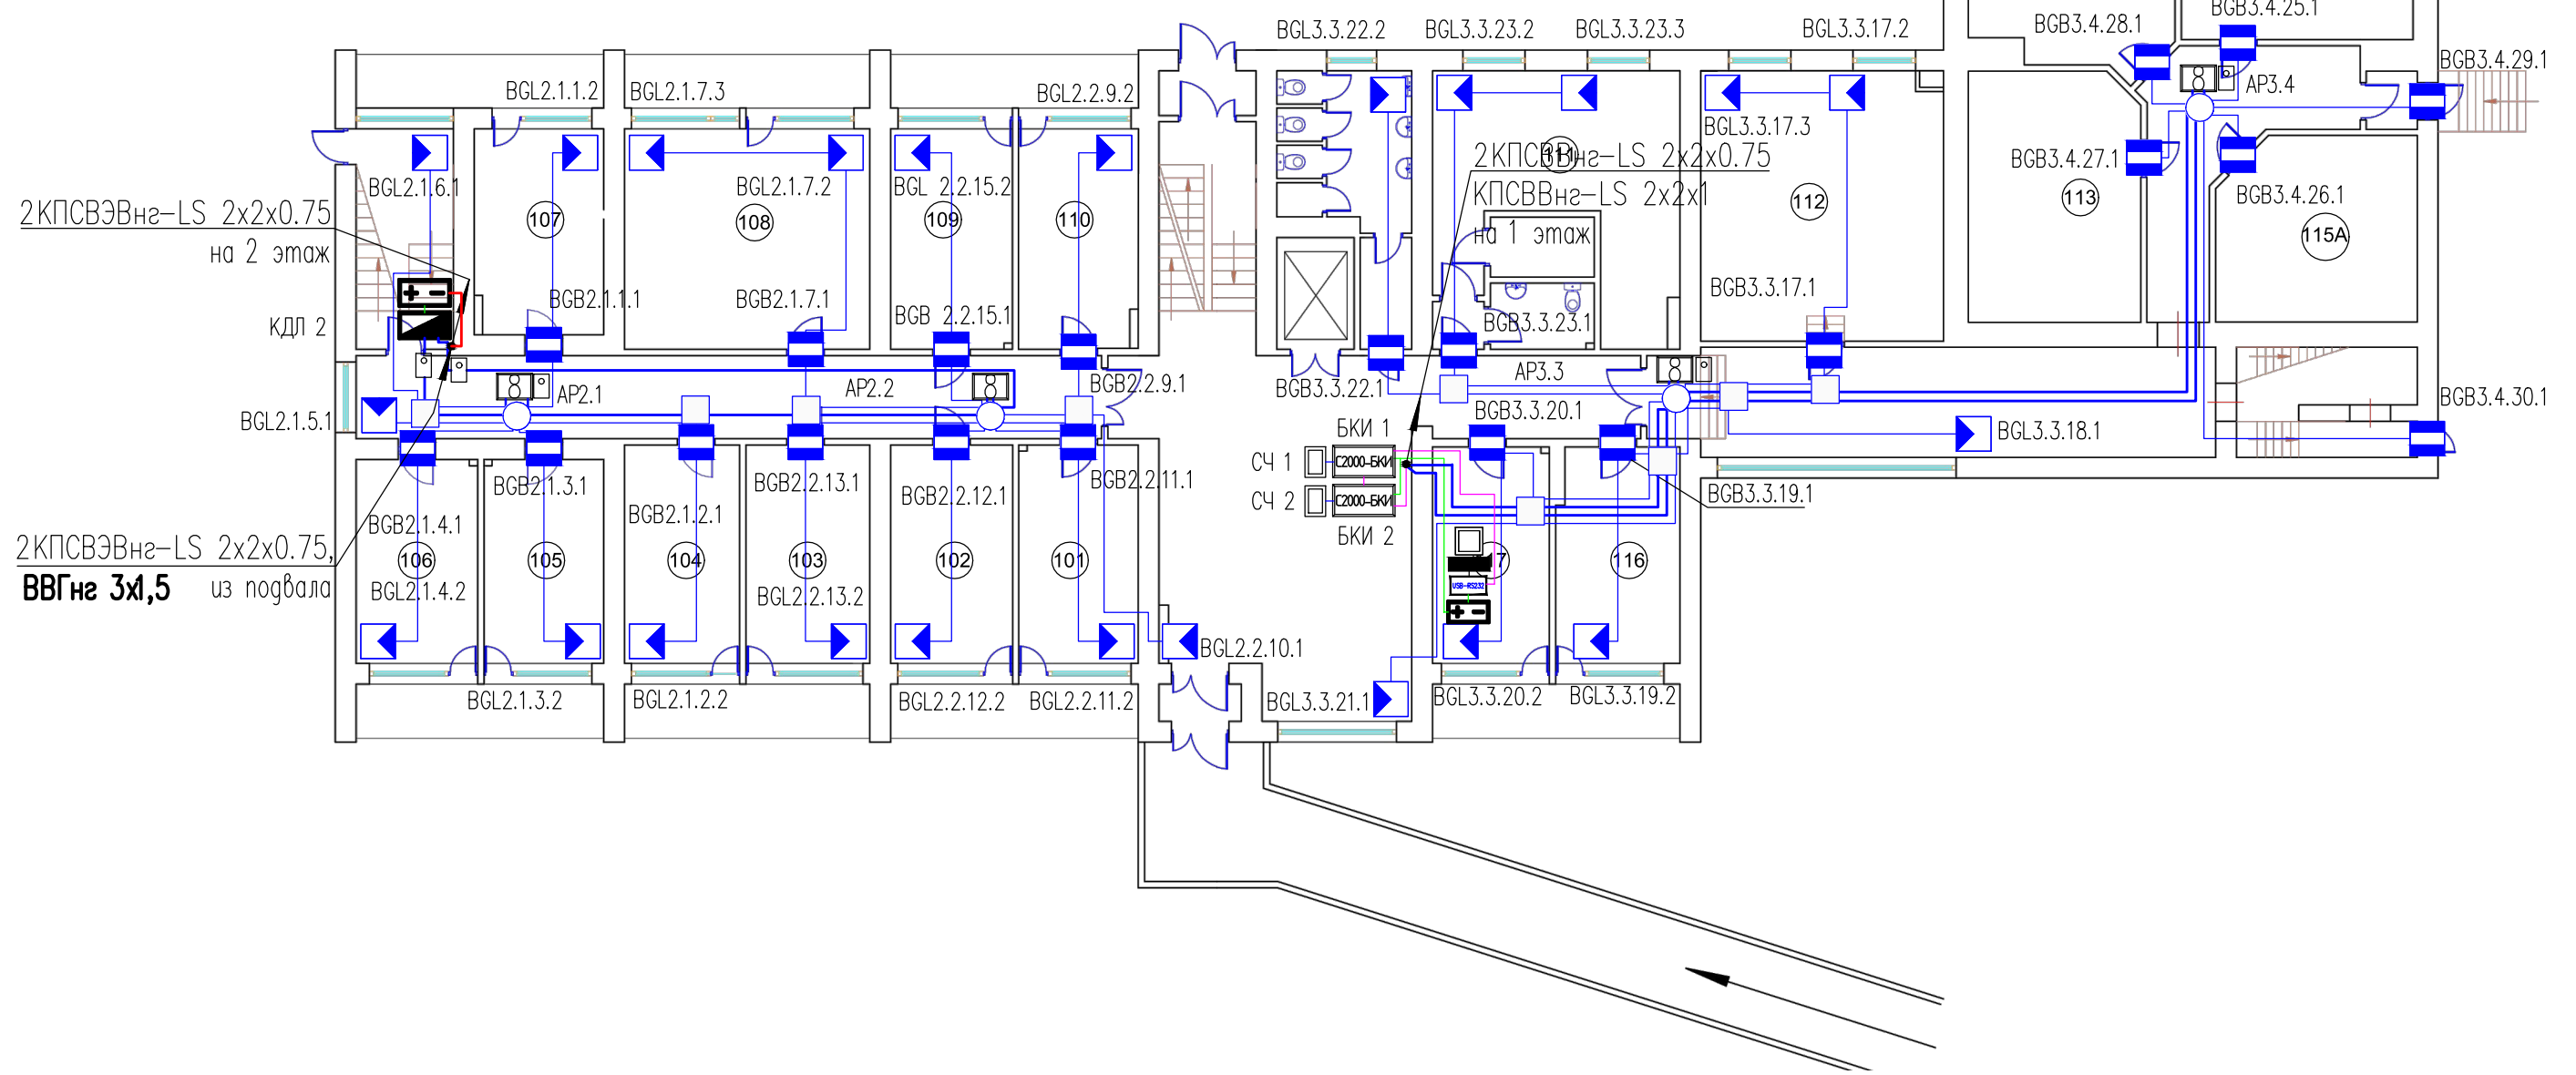 BGL3.3.22.2
BGL3.3.23.2
BGL3.3.23.3
BGL3.3.17.2
BGB3.4.28.1
BGB3.4.25.1
BGB3.4.29.1
BGL2.1.1.2
BGL2.1.7.3
BGL2.2.9.2
AP3.4
BGL3.3.17.3
2КПСВВнг-LS 2x2x0.75
КПСВВнг-LS 2x2x1
на 1 этаж
BGB3.4.27.1
BGB3.4.26.1
BGL2.1.6.1
BGL2.1.7.2
BGL 2.2.15.2
2КПСВЭВнг-LS 2x2x0.75
на 2 этаж
107
108
109
110
112
113
115А
BGB2.1.1.1
BGB2.1.7.1
BGB 2.2.15.1
BGB3.3.17.1
КДЛ 2
BGB3.3.23.1
AP2.1
AP2.2
BGB2.2.9.1
BGB3.3.22.1
AP3.3
BGL2.1.5.1
BGB3.3.20.1
BGB3.4.30.1
БКИ 1
СЧ 1
С2000-БКИ
СЧ 2
С2000-БКИ
БКИ 2
BGL3.3.18.1
BGB3.3.19.1
BGB2.1.3.1
BGB2.2.13.1
BGB2.2.12.1
BGB2.2.11.1
BGB2.1.4.1
BGB2.1.2.1
2КПСВЭВнг-LS 2x2x0.75,
ВВГнг 3x1,5 из подвала
106
105
104
103
102
101
116
USB-RS232
BGL2.1.4.2
BGL2.2.13.2
BGL2.2.10.1
BGL2.1.3.2
BGL2.1.2.2
BGL2.2.12.2
BGL2.2.11.2
BGL3.3.21.1
BGL3.3.20.2
BGL3.3.19.2